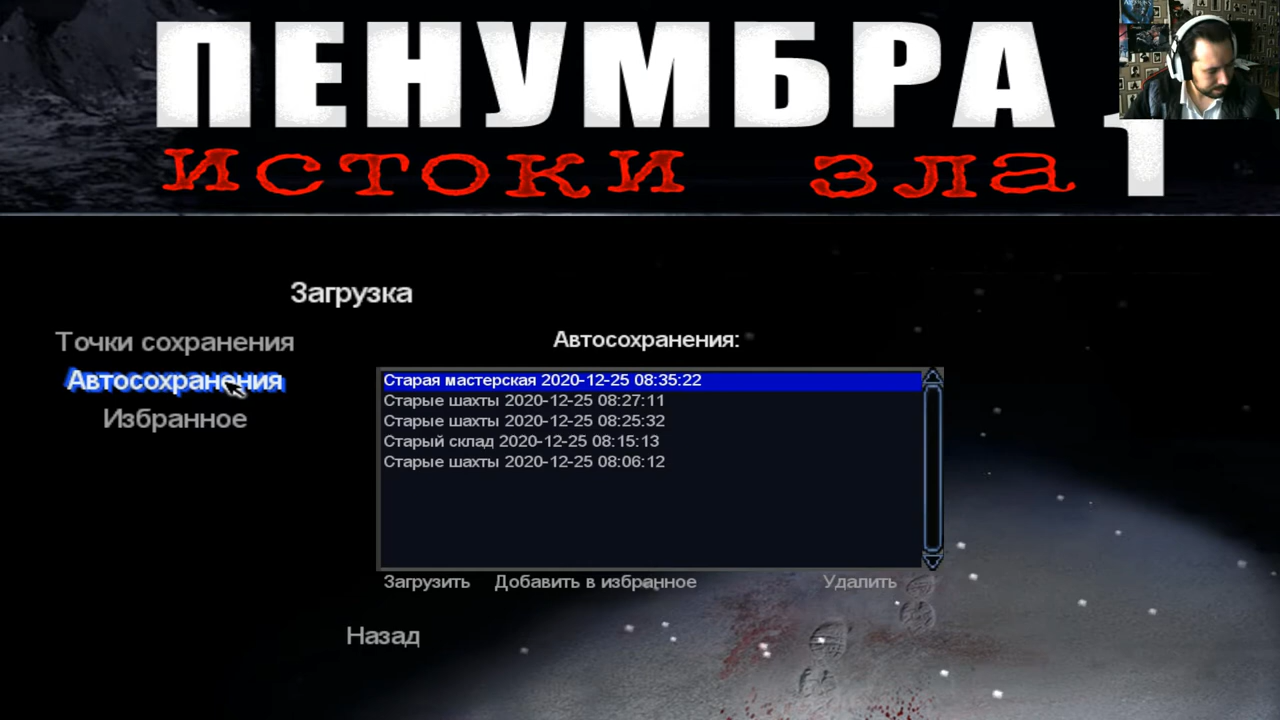 ПЕНУМБРА
ИСТОКИ ЗЛА 1
Загрузка
Точки сохранения
Автосохранения
Избранное
Автосохранения:
Старая мастерская 2020-12-25 08:35:22
Старые шахты 2020-12-25 08:27:11
Старые шахты 2020-12-25 08:25:32
Старый склад 2020-12-25 08:15:13
Старые шахты 2020-12-25 08:06:12
Загрузить Добавить в избранное Удалить
Назад